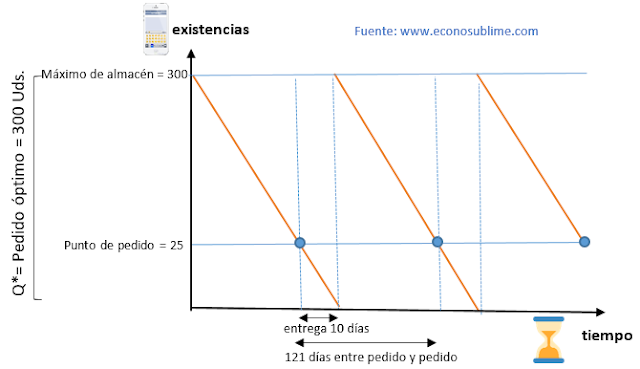 existencias
Fuente: www.econosublime.com
Máximo de almacén = 300
Q*= Pedido óptimo = 300 Uds.
Punto de pedido = 25
entrega 10 días
tiempo
121 días entre pedido y pedido